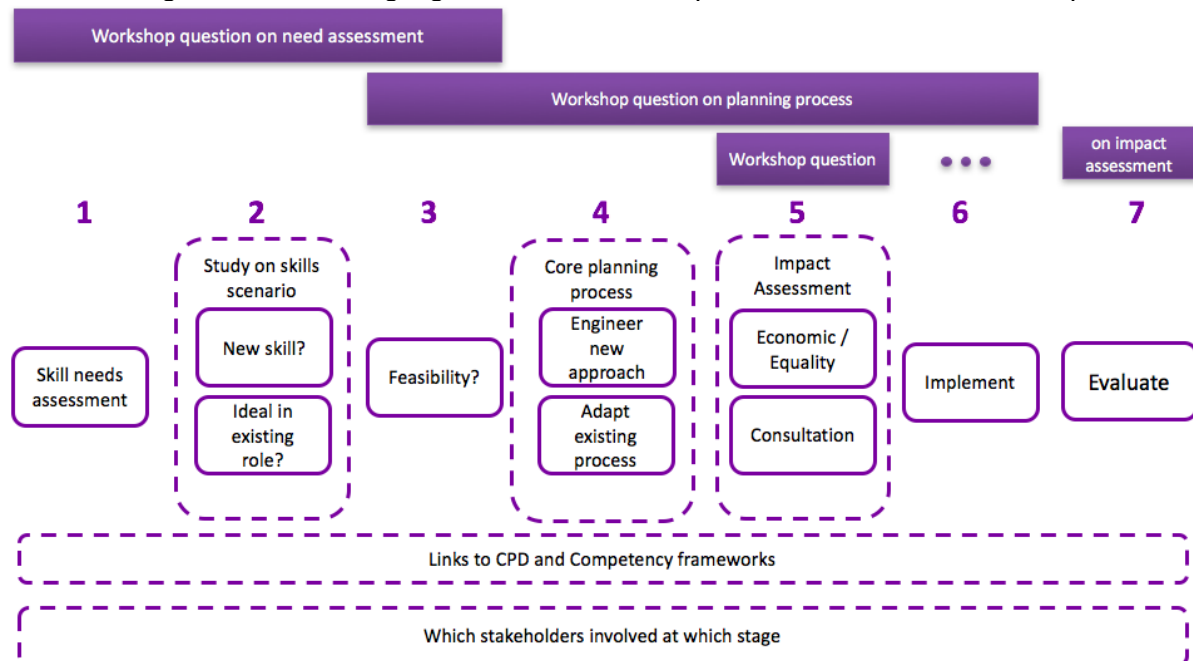 Workshop question on need assessment
Workshop question on planning process
Workshop question
on impact
assessment
1
2
3
4
5
6
7
Study on skills
scenario
New skill?
Ideal in
existing
role?
Skill needs
assessment
Feasibility?
Core planning
process
Engineer
new
approach
Adapt
existing
process
Impact
Assessment
Economic /
Equality
Consultation
Implement
Evaluate
Links to CPD and Competency frameworks
Which stakeholders involved at which stage